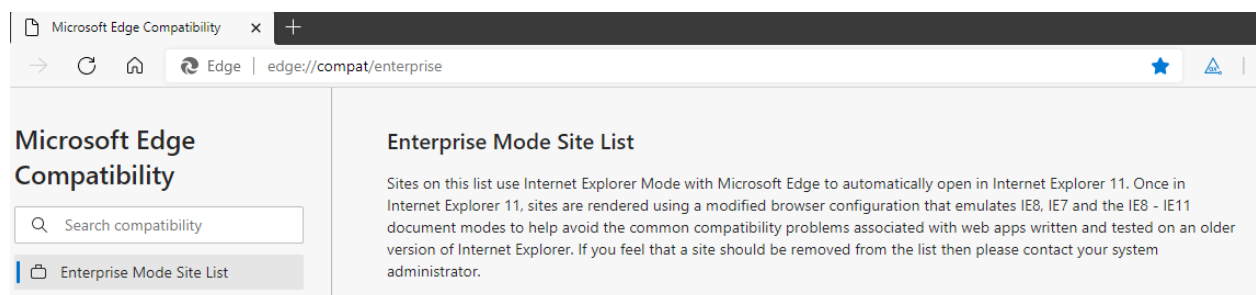 Microsoft Edge Compatibility
Edge | edge://compat/enterprise
Microsoft Edge
Compatibility
Search compatibility
Enterprise Mode Site List
Enterprise Mode Site List
Sites on this list use Internet Explorer Mode with Microsoft Edge to automatically open in Internet Explorer 11. Once in
Internet Explorer 11, sites are rendered using a modified browser configuration that emulates IE8, IE7 and the IE8 - IE11
document modes to help avoid the common compatibility problems associated with web apps written and tested on an older
version of Internet Explorer. If you feel that a site should be removed from the list then please contact your system
administrator.